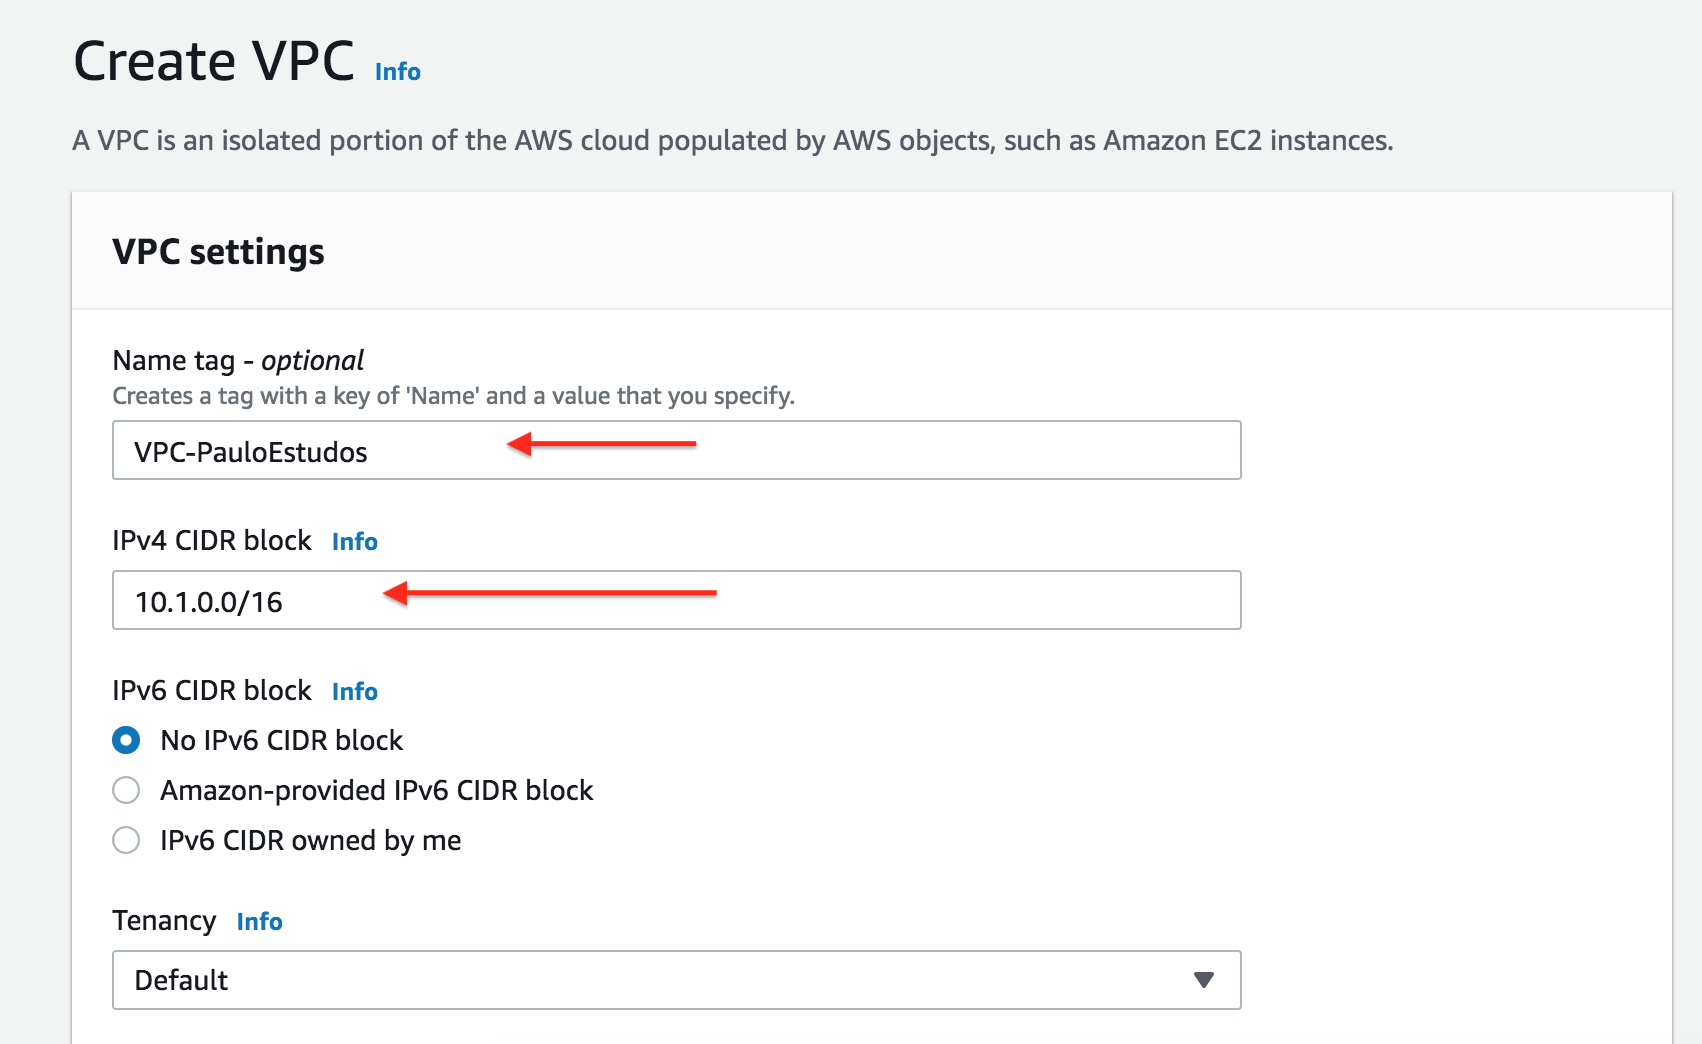 Create VPC Info
A VPC is an isolated portion of the AWS cloud populated by AWS objects, such as Amazon EC2 instances.
VPC settings
Name tag - optional
Creates a tag with a key of 'Name' and a value that you specify.
VPC-PauloEstudos
IPv4 CIDR block Info
10.1.0.0/16
IPv6 CIDR block Info
No IPv6 CIDR block
Amazon-provided IPv6 CIDR block
IPv6 CIDR owned by me
Tenancy Info
Default